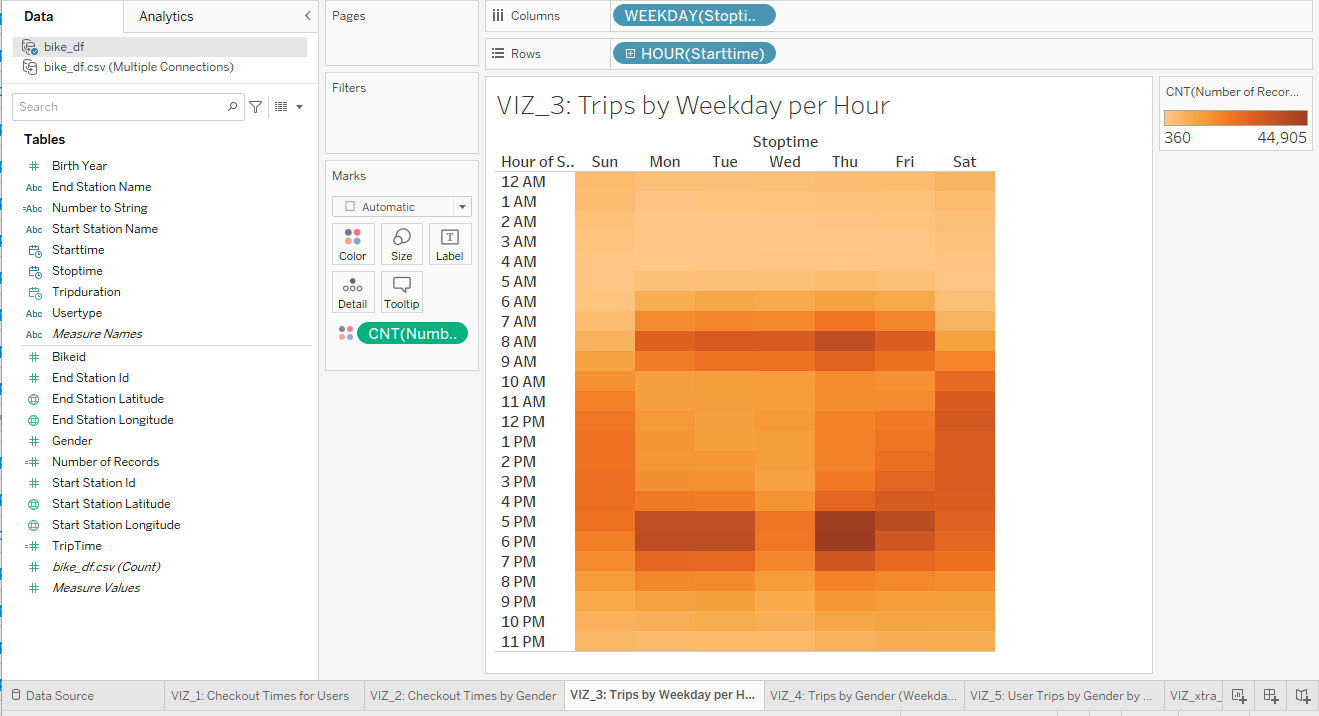 Data
Analytics
bike_df
bike_df.csv (Multiple Connections)
Search
Tables
Birth Year
Abc End Station Name
=Abc Number to String
Abc Start Station Name
Starttime
Stoptime
Tripduration
Abc Usertype
Abc Measure Names
Bikeid
End Station Id
End Station Latitude
End Station Longitude
Gender
Number of Records
Start Station Id
Start Station Latitude
Start Station Longitude
TripTime
bike_df.csv (Count)
Measure Values
Pages
Filters
Marks
Automatic
Color Size Label
Detail Tooltip
CNT(Numb..
Columns WEEKDAY(Stopti..
Rows HOUR(Starttime)
VIZ_3: Trips by Weekday per Hour
Stoptime
Hour of S.. Sun Mon Tue Wed Thu Fri Sat
12 AM
1 AM
2 AM
3 AM
4 AM
5 AM
6 AM
7 AM
8 AM
9 AM
10 AM
11 AM
12 PM
1 PM
2 PM
3 PM
4 PM
5 PM
6 PM
7 PM
8 PM
9 PM
10 PM
11 PM
CNT(Number of Recor...
360 44,905
Data Source VIZ_1: Checkout Times for Users VIZ_2: Checkout Times by Gender VIZ_3: Trips by Weekday per H... VIZ_4: Trips by Gender (Weekda... VIZ_5: User Trips by Gender by ... VIZ_xtra_